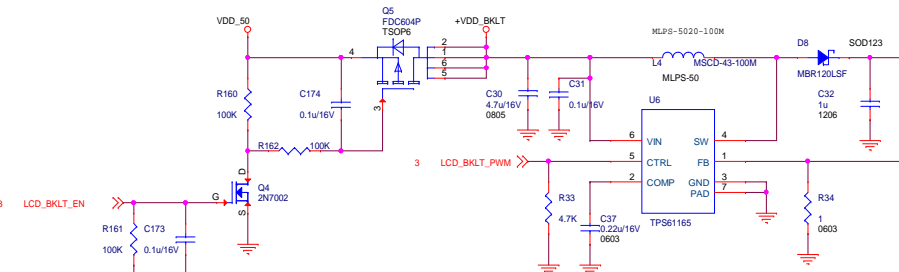 Q5
FDC604P
TSOP6
VDD_50
+VDD_BKLT
4
2
1
6
5
3
R160
100K
C174
0.1u/16V
R162
100K
D
G
S
Q4
2N7002
LCD_BKLT_EN
R161
100K
C173
0.1u/16V
MLPS-5020-100M
L4
MSCD-43-100M
MLPS-50
D8
SOD123
MBR120LSF
C30
4.7u/16V
0805
C31
0.1u/16V
C32
1u
1206
U6
6
VIN
SW
4
3
LCD_BKLT_PWM
5
CTRL
FB
1
2
COMP
GND
3
PAD
7
TPS61165
R33
4.7K
C37
0.22u/16V
0603
R34
1
0603